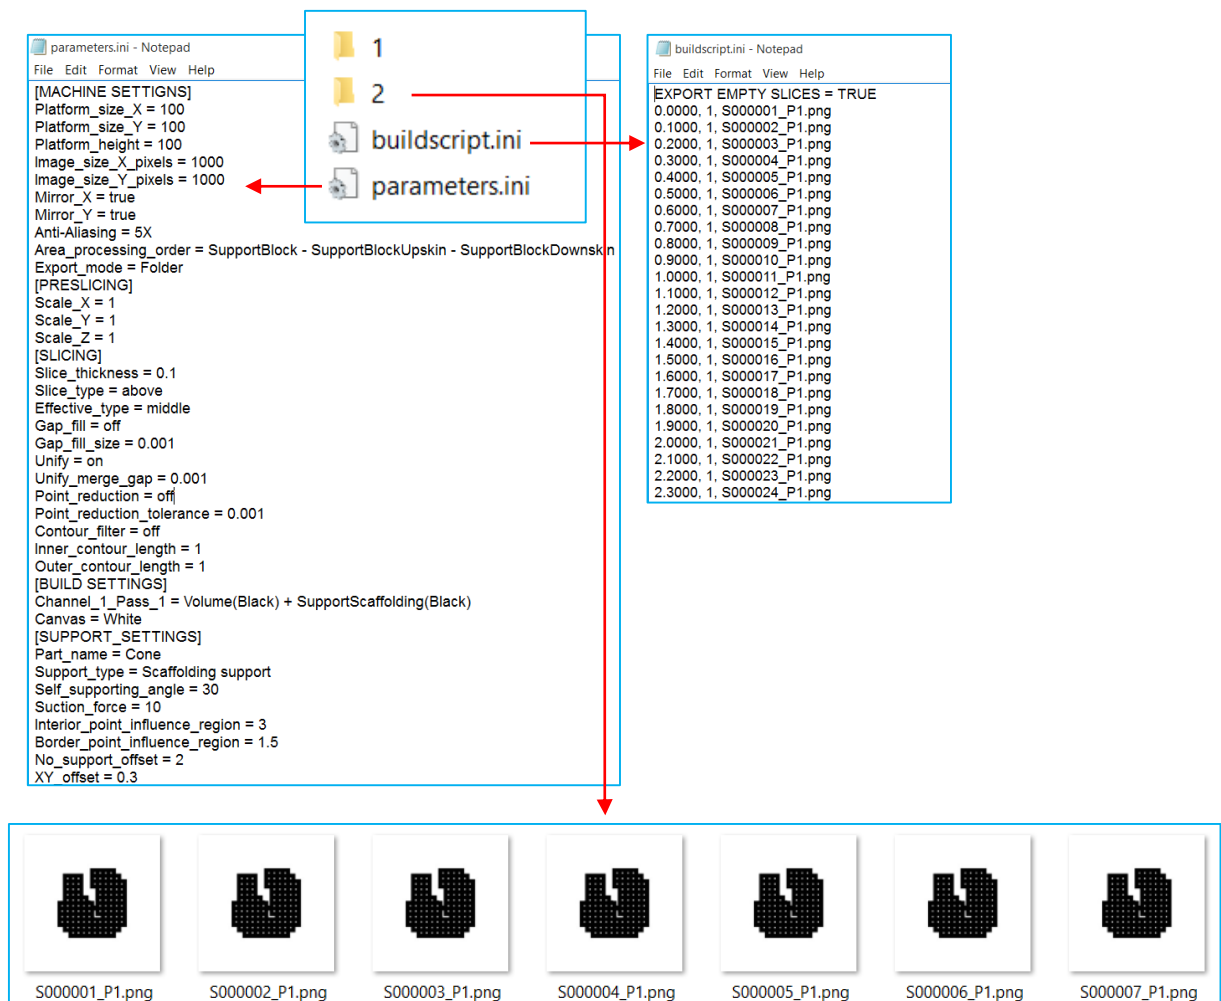 parameters.ini - Notepad
File Edit Format View Help
[MACHINE SETTIGNS]
Platform_size_X = 100
Platform_size_Y = 100
Platform_height = 100
Image_size_X_pixels = 1000
Image_size_Y_pixels = 1000
Mirror_X = true
Mirror_Y = true
Anti-Aliasing = 5X
Area_processing_order = SupportBlock - SupportBlockUpskin - SupportBlockDownskin
Export_mode = Folder
[PRESLICING]
Scale_X = 1
Scale_Y = 1
Scale_Z = 1
[SLICING]
Slice_thickness = 0.1
Slice_type = above
Effective_type = middle
Gap_fill = off
Gap_fill_size = 0.001
Unify = on
Unify_merge_gap = 0.001
Point_reduction = off
Point_reduction_tolerance = 0.001
Contour_filter = off
Inner_contour_length = 1
Outer_contour_length = 1
[BUILD SETTINGS]
Channel_1_Pass_1 = Volume(Black) + SupportScaffolding(Black)
Canvas = White
[SUPPORT_SETTINGS]
Part_name = Cone
Support_type = Scaffolding support
Self_supporting_angle = 30
Suction_force = 10
Interior_point_influence_region = 3
Border_point_influence_region = 1.5
No_support_offset = 2
XY_offset = 0.3
1
2
buildscript.ini
parameters.ini
buildscript.ini - Notepad
File Edit Format View Help
EXPORT EMPTY SLICES = TRUE
0.0000, 1, S000001_P1.png
0.1000, 1, S000002_P1.png
0.2000, 1, S000003_P1.png
0.3000, 1, S000004_P1.png
0.4000, 1, S000005_P1.png
0.5000, 1, S000006_P1.png
0.6000, 1, S000007_P1.png
0.7000, 1, S000008_P1.png
0.8000, 1, S000009_P1.png
0.9000, 1, S000010_P1.png
1.0000, 1, S000011_P1.png
1.1000, 1, S000012_P1.png
1.2000, 1, S000013_P1.png
1.3000, 1, S000014_P1.png
1.4000, 1, S000015_P1.png
1.5000, 1, S000016_P1.png
1.6000, 1, S000017_P1.png
1.7000, 1, S000018_P1.png
1.8000, 1, S000019_P1.png
1.9000, 1, S000020_P1.png
2.0000, 1, S000021_P1.png
2.1000, 1, S000022_P1.png
2.2000, 1, S000023_P1.png
2.3000, 1, S000024_P1.png
S000001_P1.png S000002_P1.png S000003_P1.png S000004_P1.png S000005_P1.png S000006_P1.png S000007_P1.png